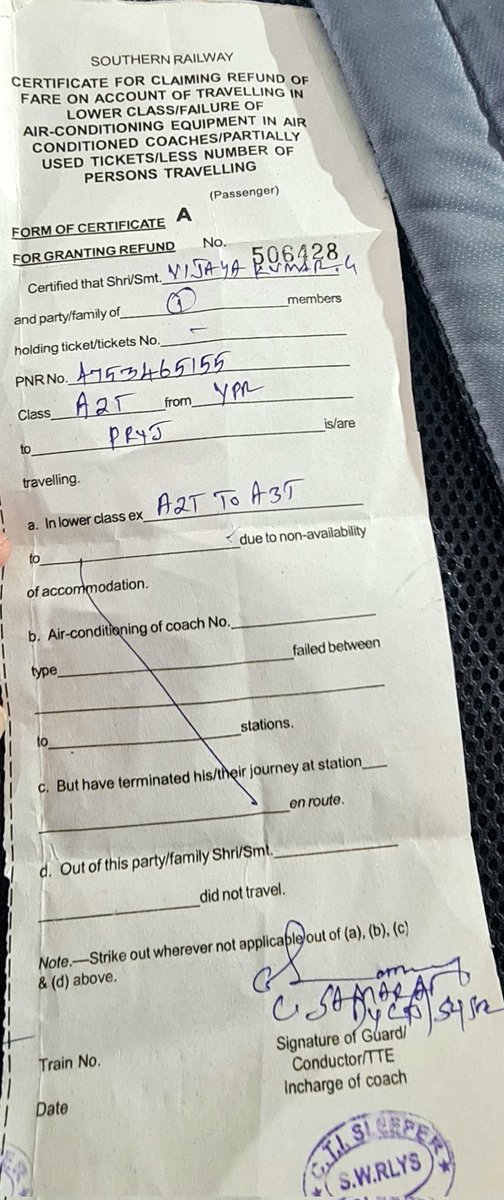 SOUTHERN RAILWAY
CERTIFICATE FOR CLAIMING REFUND OF
FARE ON ACCOUNT OF TRAVELLING IN
LOWER CLASS/FAILURE OF
AIR-CONDITIONING EQUIPMENT IN AIR
CONDITIONED COACHES/PARTIALLY
USED TICKETS/LESS NUMBER OF
PERSONS TRAVELLING
(Passenger)
FORM OF CERTIFICATE A
FOR GRANTING REFUND No. 506428
Certified that Shri/Smt. VIJAYA KUMAR.G
and party/family of 1 members
holding ticket/tickets No. -
PNR No. 4753465155
Class A2T from YPR
to PRYJ is/are
travelling.
a. In lower class ex A2T TO A3T
to due to non-availability
of accommodation.
b. Air-conditioning of coach No.
type failed between
to stations.
c. But have terminated his/their journey at station
en route.
d. Out of this party/family Shri/Smt.
did not travel.
Note.—Strike out wherever not applicable out of (a), (b), (c)
& (d) above.
Signature of Guard/
Train No. Conductor/TTE
Incharge of coach
Date
C.T.I. SLEEPER
S.W.RLYS